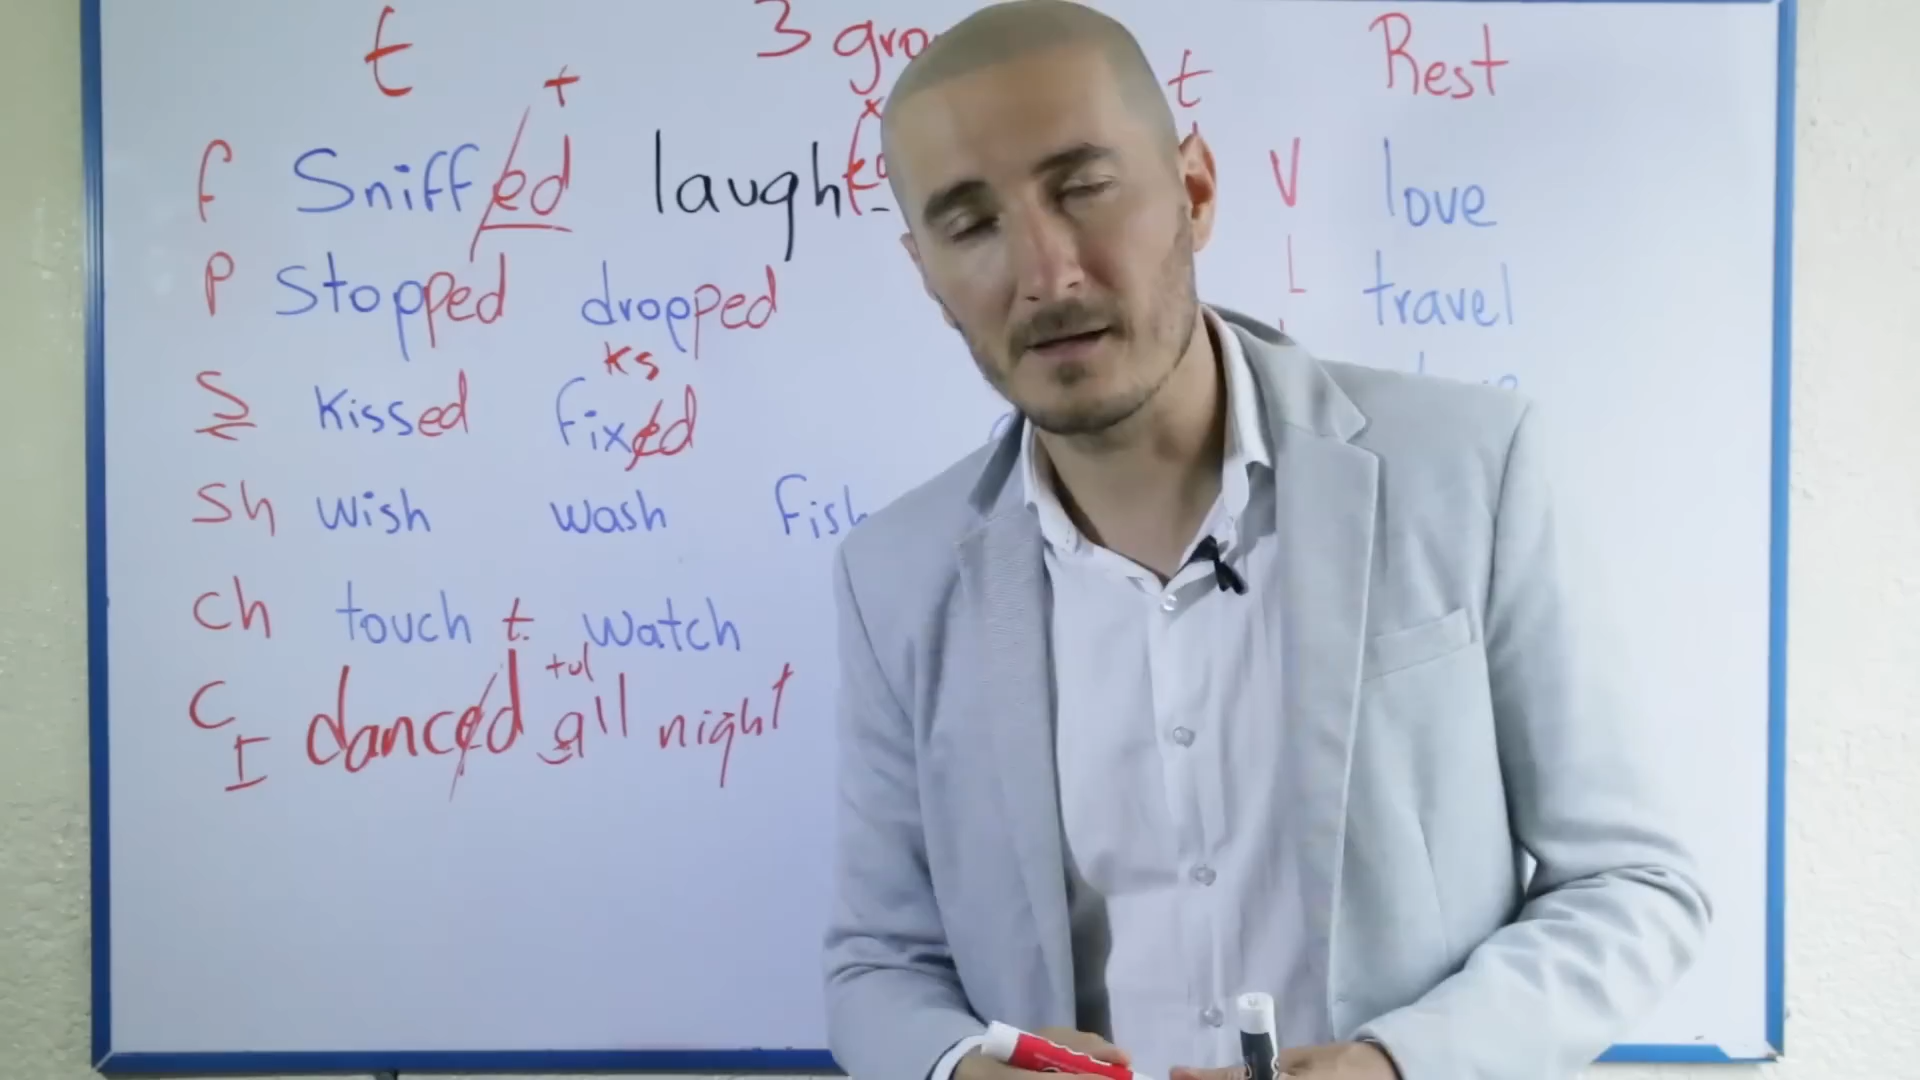 t 3 gro t Rest
t x
f Sniffed laugh V love
P Stopped dropped L travel
ks
S kissed fixed
Sh wish wash fish
Ch touch t watch
tul
C I danced all night